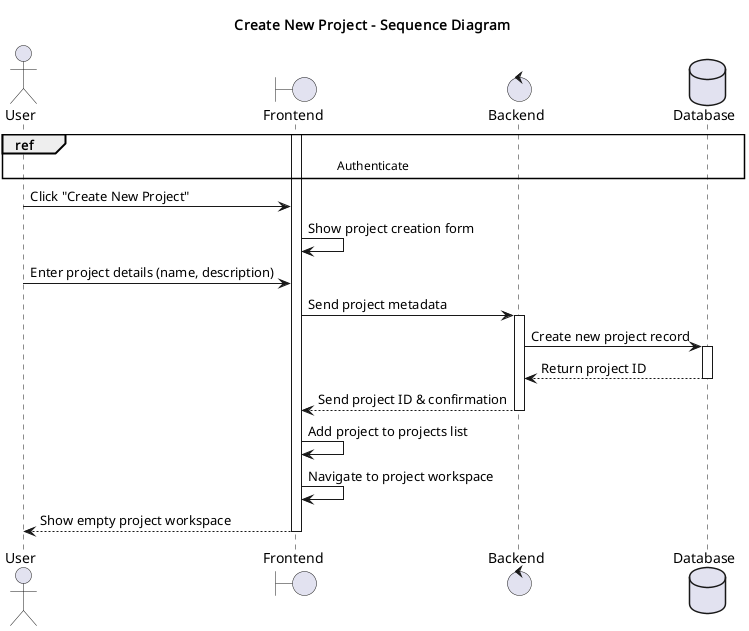 Create New Project - Sequence Diagram
User
Frontend
Backend
Database
ref
Authenticate
Click "Create New Project"
Show project creation form
Enter project details (name, description)
Send project metadata
Create new project record
Return project ID
Send project ID & confirmation
Add project to projects list
Navigate to project workspace
Show empty project workspace
User
Frontend
Backend
Database